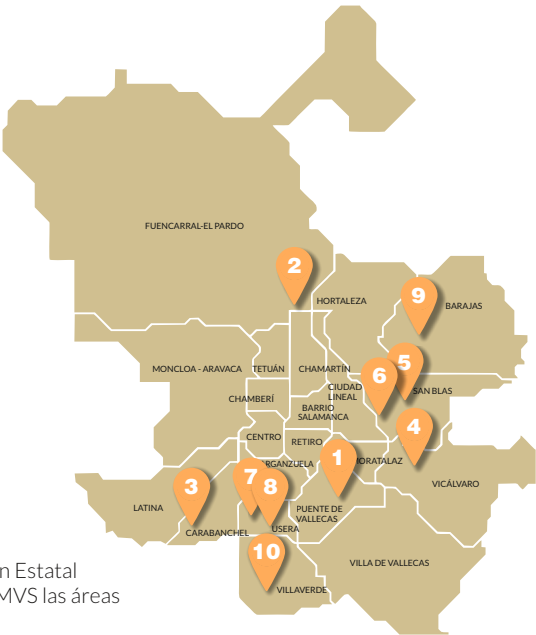 FUENCARRAL-EL PARDO
2
HORTALEZA
9
BARAJAS
MONCLOA - ARAVACA
TETUÁN
CHAMARTÍN
5
6
CIUDAD
LINEAL
SAN BLAS
CHAMBERÍ
BARRIO
SALAMANCA
4
CENTRO
RETIRO
1
RGANZUELA
ORATALAZ
7
3
8
VICÁLVARO
LATINA
PUENTE DE
VALLECAS
CARABANCHEL
USERA
10
VILLA DE VALLECAS
VILLAVERDE
n Estatal
MVS las áreas